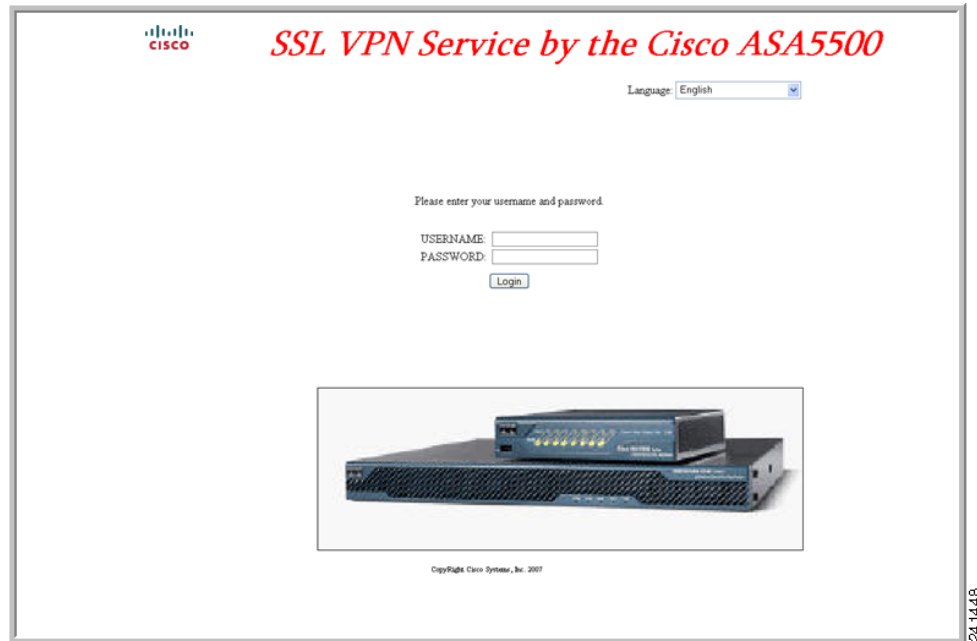 CISCO
SSL VPN Service by the Cisco ASA5500
Language: English
Please enter your username and password.
USERNAME:
PASSWORD:
Login
CopyRight Cisco Systems, Inc. 2007
241448